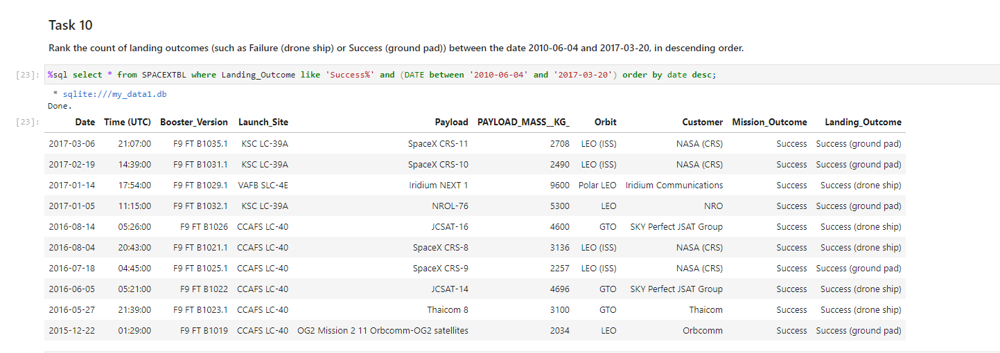 Task 10
Rank the count of landing outcomes (such as Failure (drone ship) or Success (ground pad)) between the date 2010-06-04 and 2017-03-20, in descending order.
[23]: %sql select * from SPACEXTBL where Landing_Outcome like 'Success%' and (DATE between '2010-06-04' and '2017-03-20') order by date desc;
* sqlite:///my_data1.db
Done.
[23]: Date Time (UTC) Booster_Version Launch_Site Payload PAYLOAD_MASS__KG_ Orbit Customer Mission_Outcome Landing_Outcome
2017-03-06 21:07:00 F9 FT B1035.1 KSC LC-39A SpaceX CRS-11 2708 LEO (ISS) NASA (CRS) Success Success (ground pad)
2017-02-19 14:39:00 F9 FT B1031.1 KSC LC-39A SpaceX CRS-10 2490 LEO (ISS) NASA (CRS) Success Success (ground pad)
2017-01-14 17:54:00 F9 FT B1029.1 VAFB SLC-4E Iridium NEXT 1 9600 Polar LEO Iridium Communications Success Success (drone ship)
2017-01-05 11:15:00 F9 FT B1032.1 KSC LC-39A NROL-76 5300 LEO NRO Success Success (ground pad)
2016-08-14 05:26:00 F9 FT B1026 CCAFS LC-40 JCSAT-16 4600 GTO SKY Perfect JSAT Group Success Success (drone ship)
2016-08-04 20:43:00 F9 FT B1021.1 CCAFS LC-40 SpaceX CRS-8 3136 LEO (ISS) NASA (CRS) Success Success (drone ship)
2016-07-18 04:45:00 F9 FT B1025.1 CCAFS LC-40 SpaceX CRS-9 2257 LEO (ISS) NASA (CRS) Success Success (ground pad)
2016-06-05 05:21:00 F9 FT B1022 CCAFS LC-40 JCSAT-14 4696 GTO SKY Perfect JSAT Group Success Success (drone ship)
2016-05-27 21:39:00 F9 FT B1023.1 CCAFS LC-40 Thaicom 8 3100 GTO Thaicom Success Success (drone ship)
2015-12-22 01:29:00 F9 FT B1019 CCAFS LC-40 OG2 Mission 2 11 Orbcomm-OG2 satellites 2034 LEO Orbcomm Success Success (ground pad)